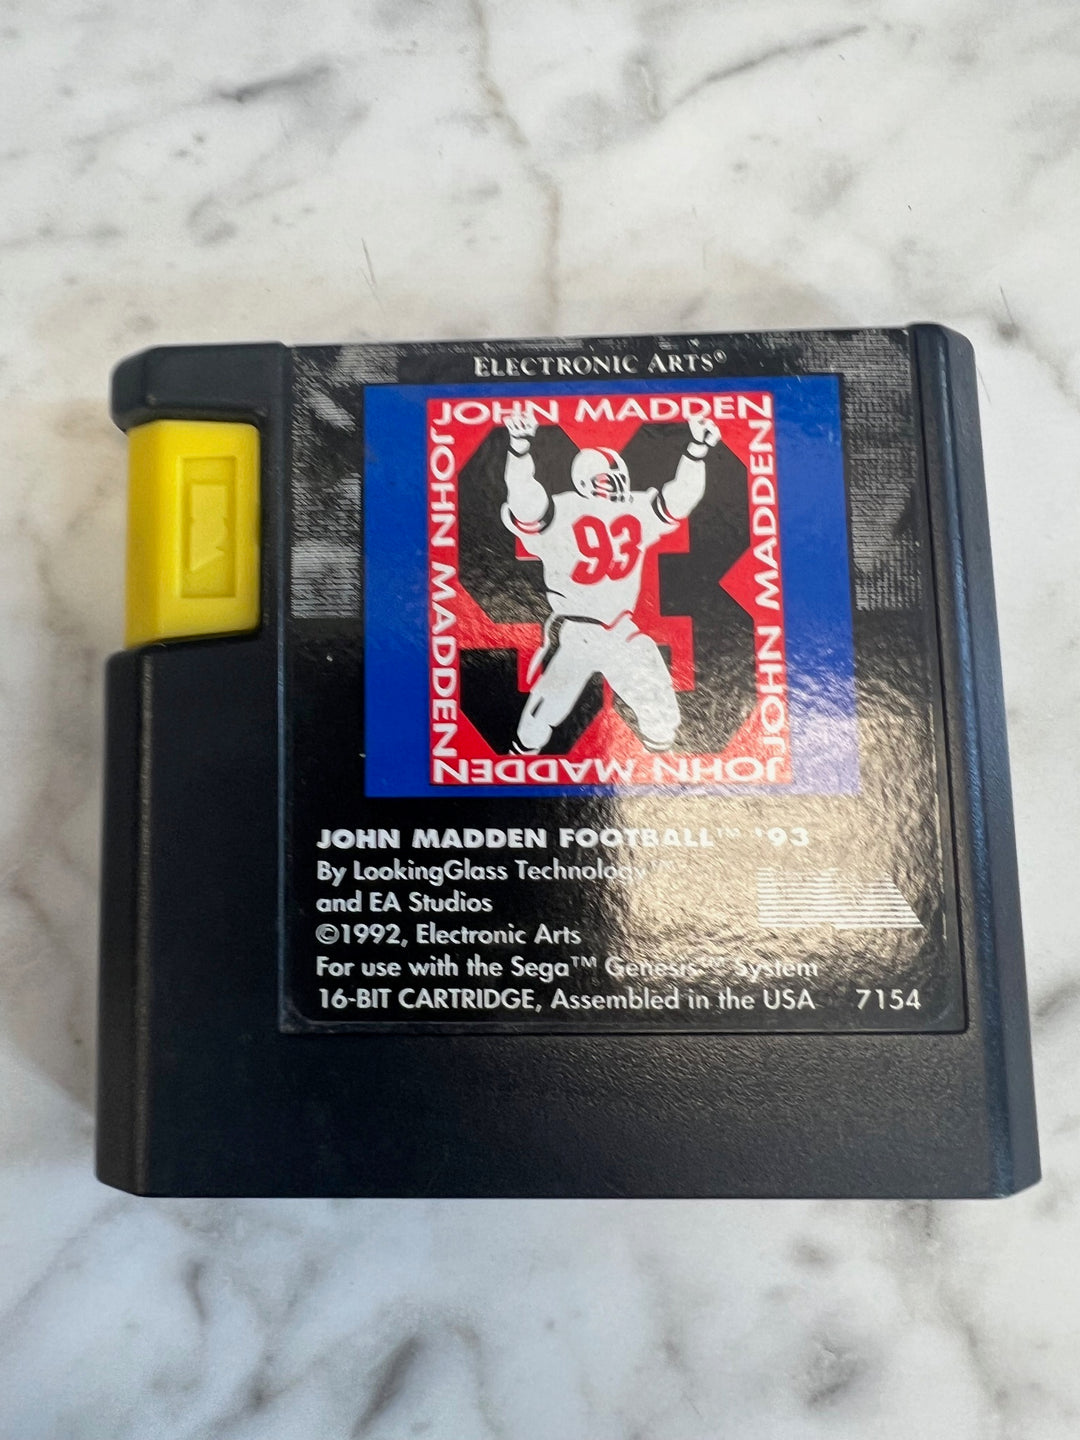 ELECTRONIC ARTS®
JOHN MADDEN
JOHN MADDEN
JOHN MADDEN
JOHN MADDEN
93
JOHN MADDEN FOOTBALL™ '93
By LookingGlass Technology™
and EA Studios
©1992, Electronic Arts
For use with the Sega™ Genesis™ System
16-BIT CARTRIDGE, Assembled in the USA 7154
EA